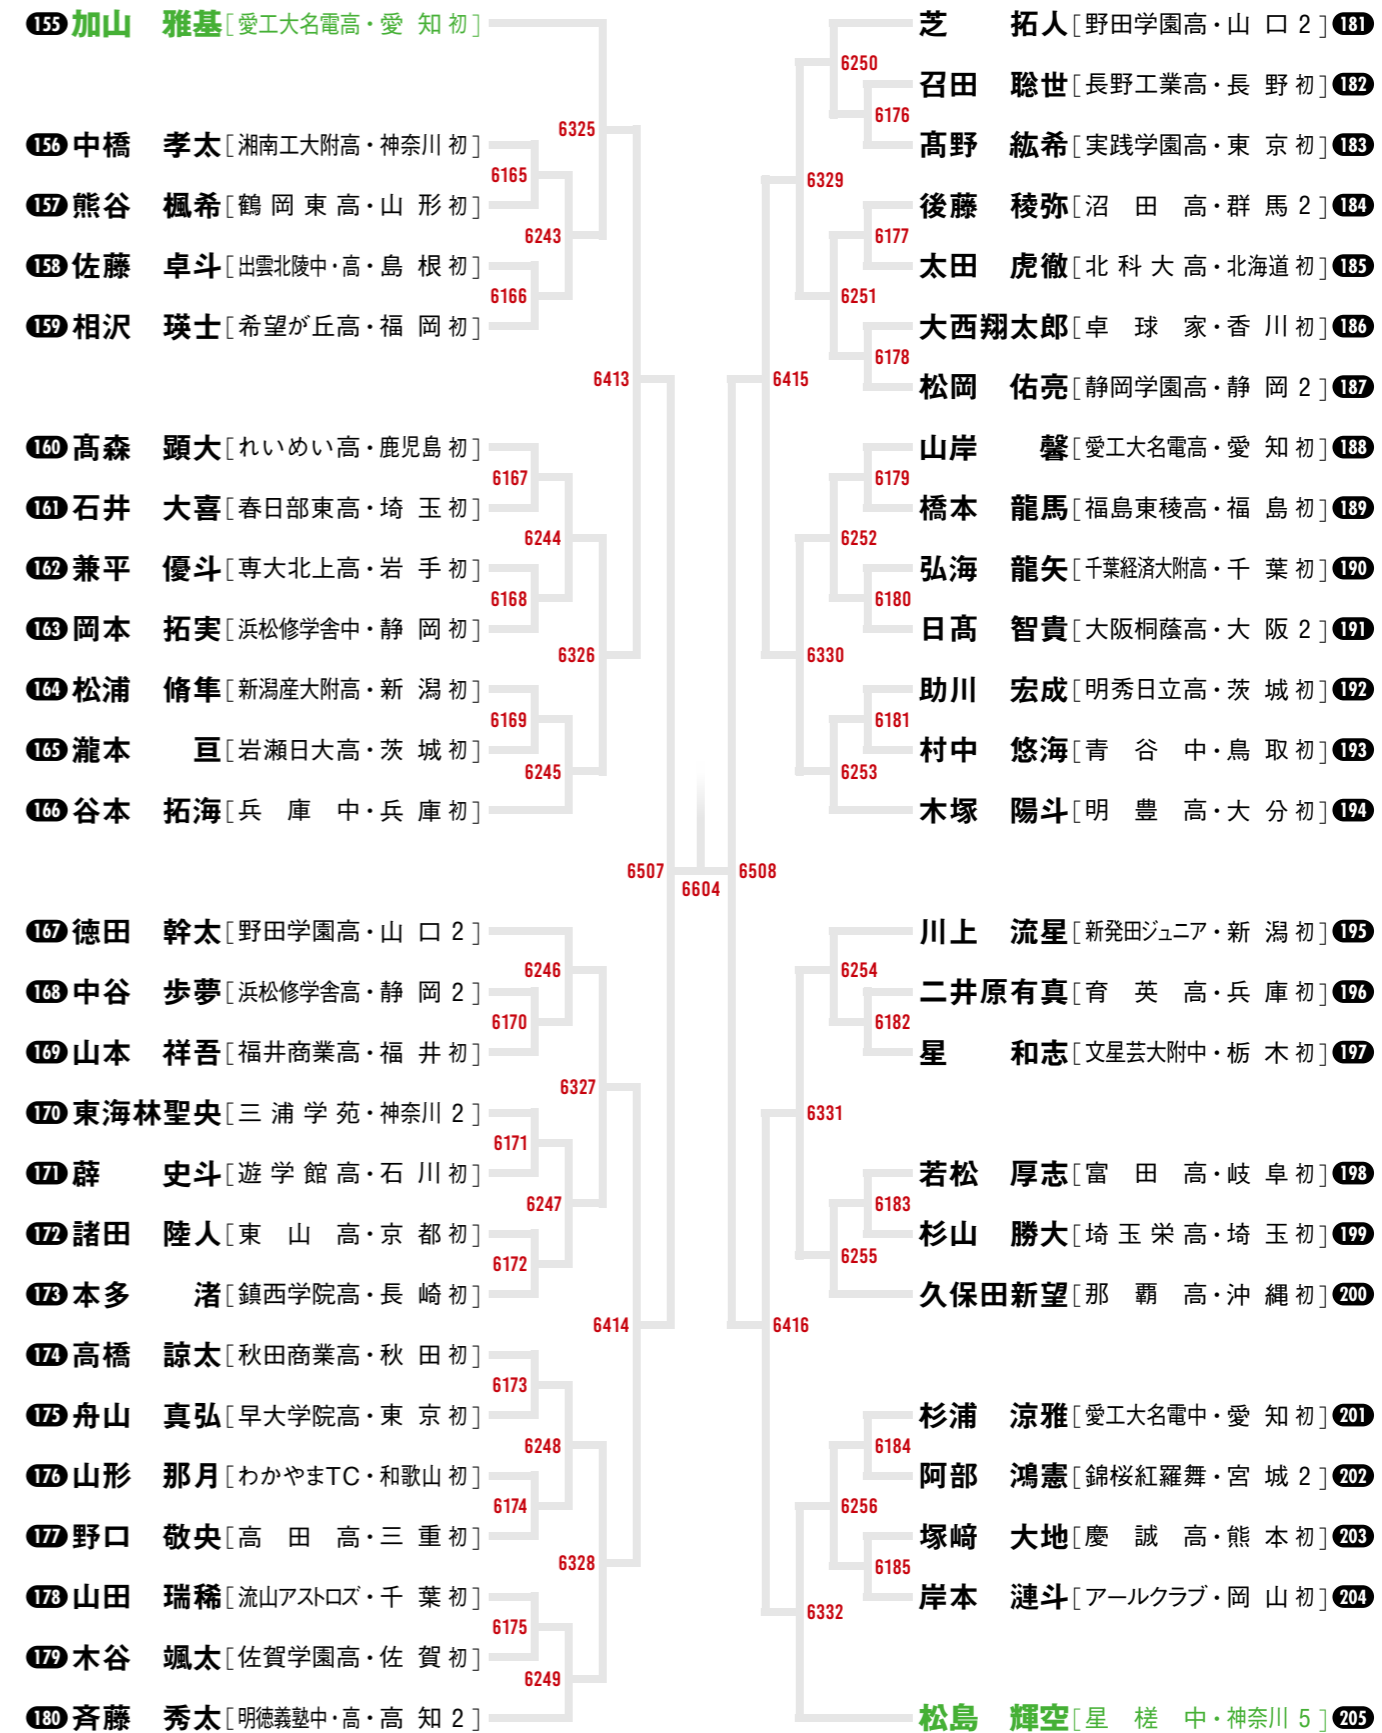 155 加山 雅基 [愛工大名電高・愛知 初]
156 中橋 孝太 [湘南工大附高・神奈川 初]
157 熊谷 楓希 [鶴岡東高・山形 初]
158 佐藤 卓斗 [出雲北陵中・高・島根 初]
159 相沢 瑛士 [希望が丘高・福岡 初]
160 髙森 顕大 [れいめい高・鹿児島 初]
161 石井 大喜 [春日部東高・埼玉 初]
162 兼平 優斗 [専大北上高・岩手 初]
163 岡本 拓実 [浜松修学舎中・静岡 初]
164 松浦 脩隼 [新潟産大附高・新潟 初]
165 瀧本 亘 [岩瀬日大高・茨城 初]
166 谷本 拓海 [兵庫中・兵庫 初]
167 徳田 幹太 [野田学園高・山口 2]
168 中谷 歩夢 [浜松修学舎高・静岡 2]
169 山本 祥吾 [福井商業高・福井 初]
170 東海林聖央 [三浦学苑・神奈川 2]
171 薜 史斗 [遊学館高・石川 初]
172 諸田 陸人 [東山高・京都 初]
173 本多 渚 [鎮西学院高・長崎 初]
174 高橋 諒太 [秋田商業高・秋田 初]
175 舟山 真弘 [早大学院高・東京 初]
176 山形 那月 [わかやまTC・和歌山 初]
177 野口 敬央 [高田高・三重 初]
178 山田 瑞稀 [流山アストロズ・千葉 初]
179 木谷 颯太 [佐賀学園高・佐賀 初]
180 斉藤 秀太 [明徳義塾中・高・高知 2]
6165
6166
6167
6168
6169
6170
6171
6172
6173
6174
6175
6243
6244
6245
6246
6247
6248
6249
6325
6326
6327
6328
6413
6414
6507
6604
6508
6415
6416
6329
6330
6331
6332
6250
6251
6252
6253
6254
6255
6256
6176
6177
6178
6179
6180
6181
6182
6183
6184
6185
芝 拓人 [野田学園高・山口 2] 181
召田 聡世 [長野工業高・長野 初] 182
髙野 紘希 [実践学園高・東京 初] 183
後藤 稜弥 [沼田高・群馬 2] 184
太田 虎徹 [北科大高・北海道 初] 185
大西翔太郎 [卓球家・香川 初] 186
松岡 佑亮 [静岡学園高・静岡 2] 187
山岸 馨 [愛工大名電高・愛知 初] 188
橋本 龍馬 [福島東稜高・福島 初] 189
弘海 龍矢 [千葉経済大附高・千葉 初] 190
日髙 智貴 [大阪桐蔭高・大阪 2] 191
助川 宏成 [明秀日立高・茨城 初] 192
村中 悠海 [青谷中・鳥取 初] 193
木塚 陽斗 [明豊高・大分 初] 194
川上 流星 [新発田ジュニア・新潟 初] 195
二井原有真 [育英高・兵庫 初] 196
星 和志 [文星芸大附中・栃木 初] 197
若松 厚志 [富田高・岐阜 初] 198
杉山 勝大 [埼玉栄高・埼玉 初] 199
久保田新望 [那覇高・沖縄 初] 200
杉浦 涼雅 [愛工大名電中・愛知 初] 201
阿部 鴻憲 [錦桜紅羅舞・宮城 2] 202
塚﨑 大地 [慶誠高・熊本 初] 203
岸本 漣斗 [アールクラブ・岡山 初] 204
松島 輝空 [星槎中・神奈川 5] 205